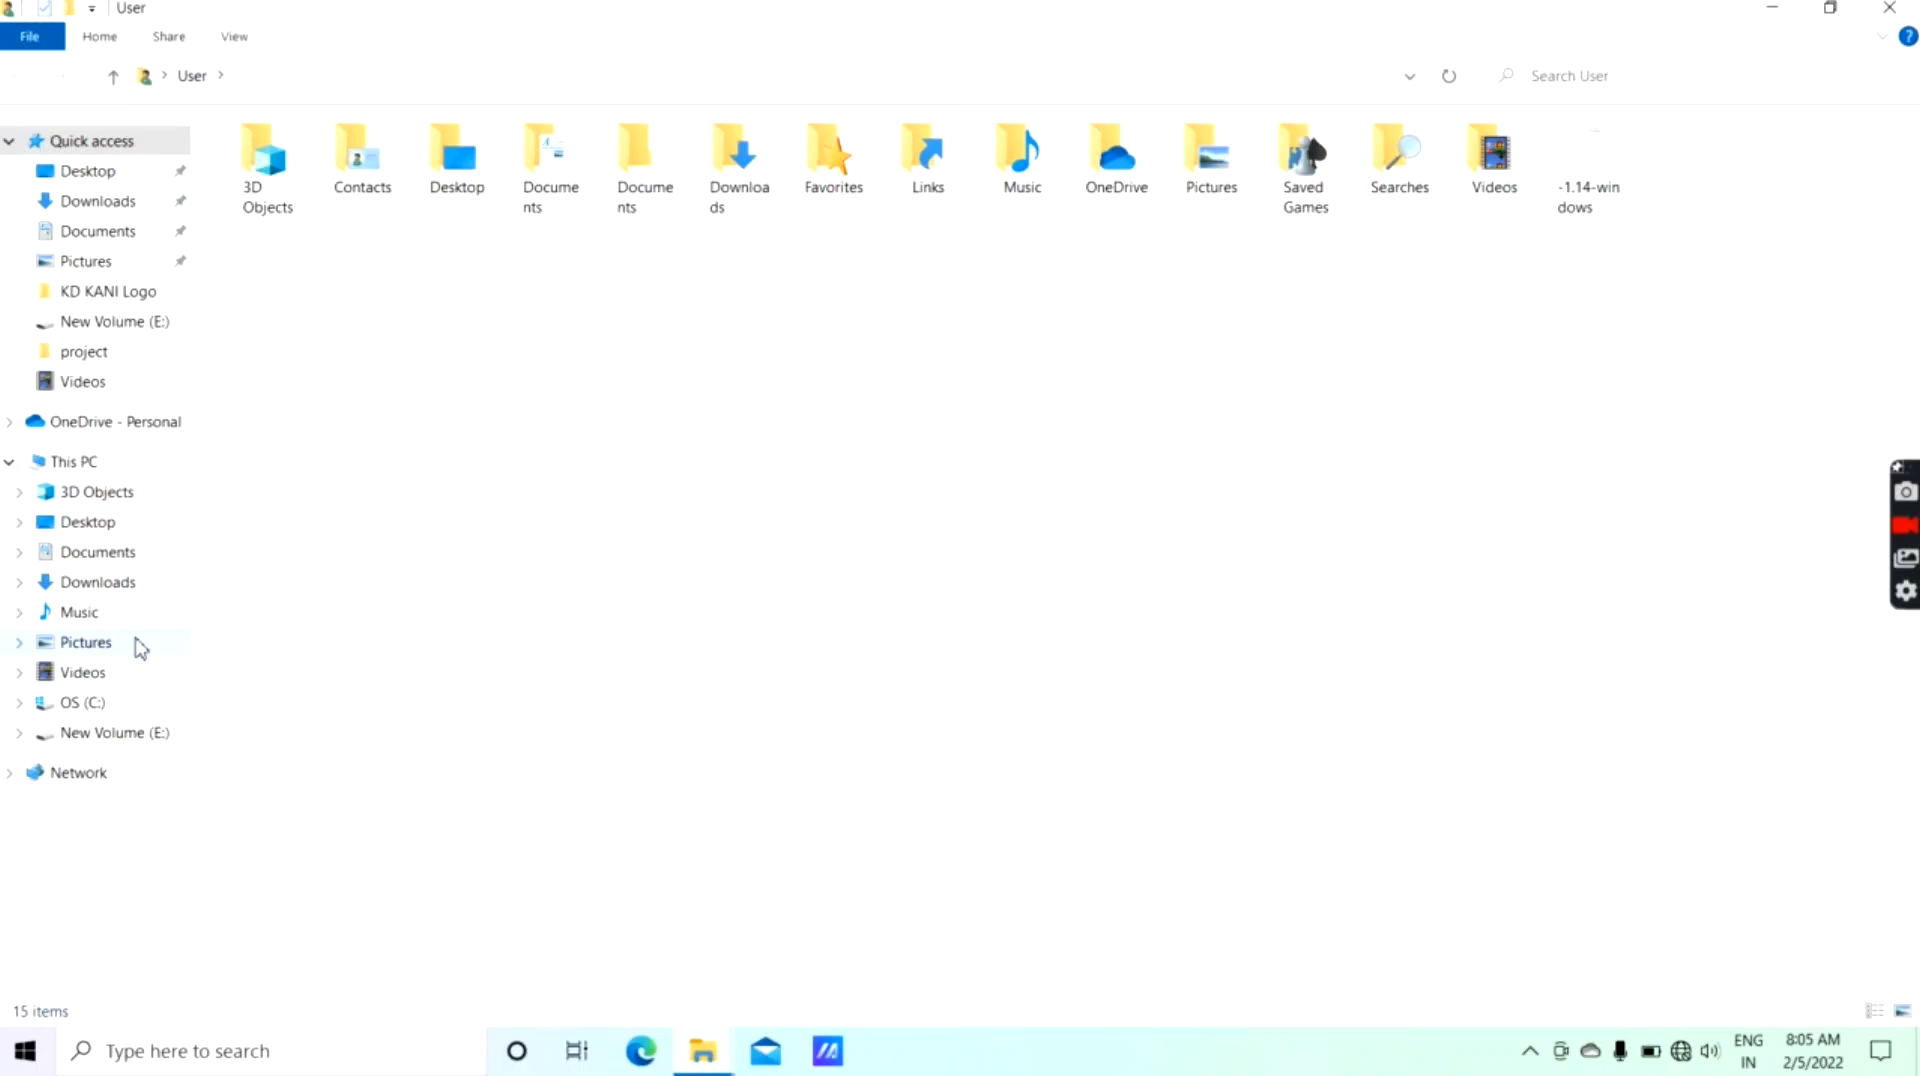 User
File Home Share View
User
Search User
Quick access
Desktop
Downloads
Documents
Pictures
KD KANI Logo
New Volume (E:)
project
Videos
OneDrive - Personal
This PC
3D Objects
Desktop
Documents
Downloads
Music
Pictures
Videos
OS (C:)
New Volume (E:)
Network
3D
Objects
Contacts
Desktop
Docume
nts
Docume
nts
Downloa
ds
Favorites
Links
Music
OneDrive
Pictures
Saved
Games
Searches
Videos
-1.14-win
dows
15 items
Type here to search
ENG
IN
8:05 AM
2/5/2022